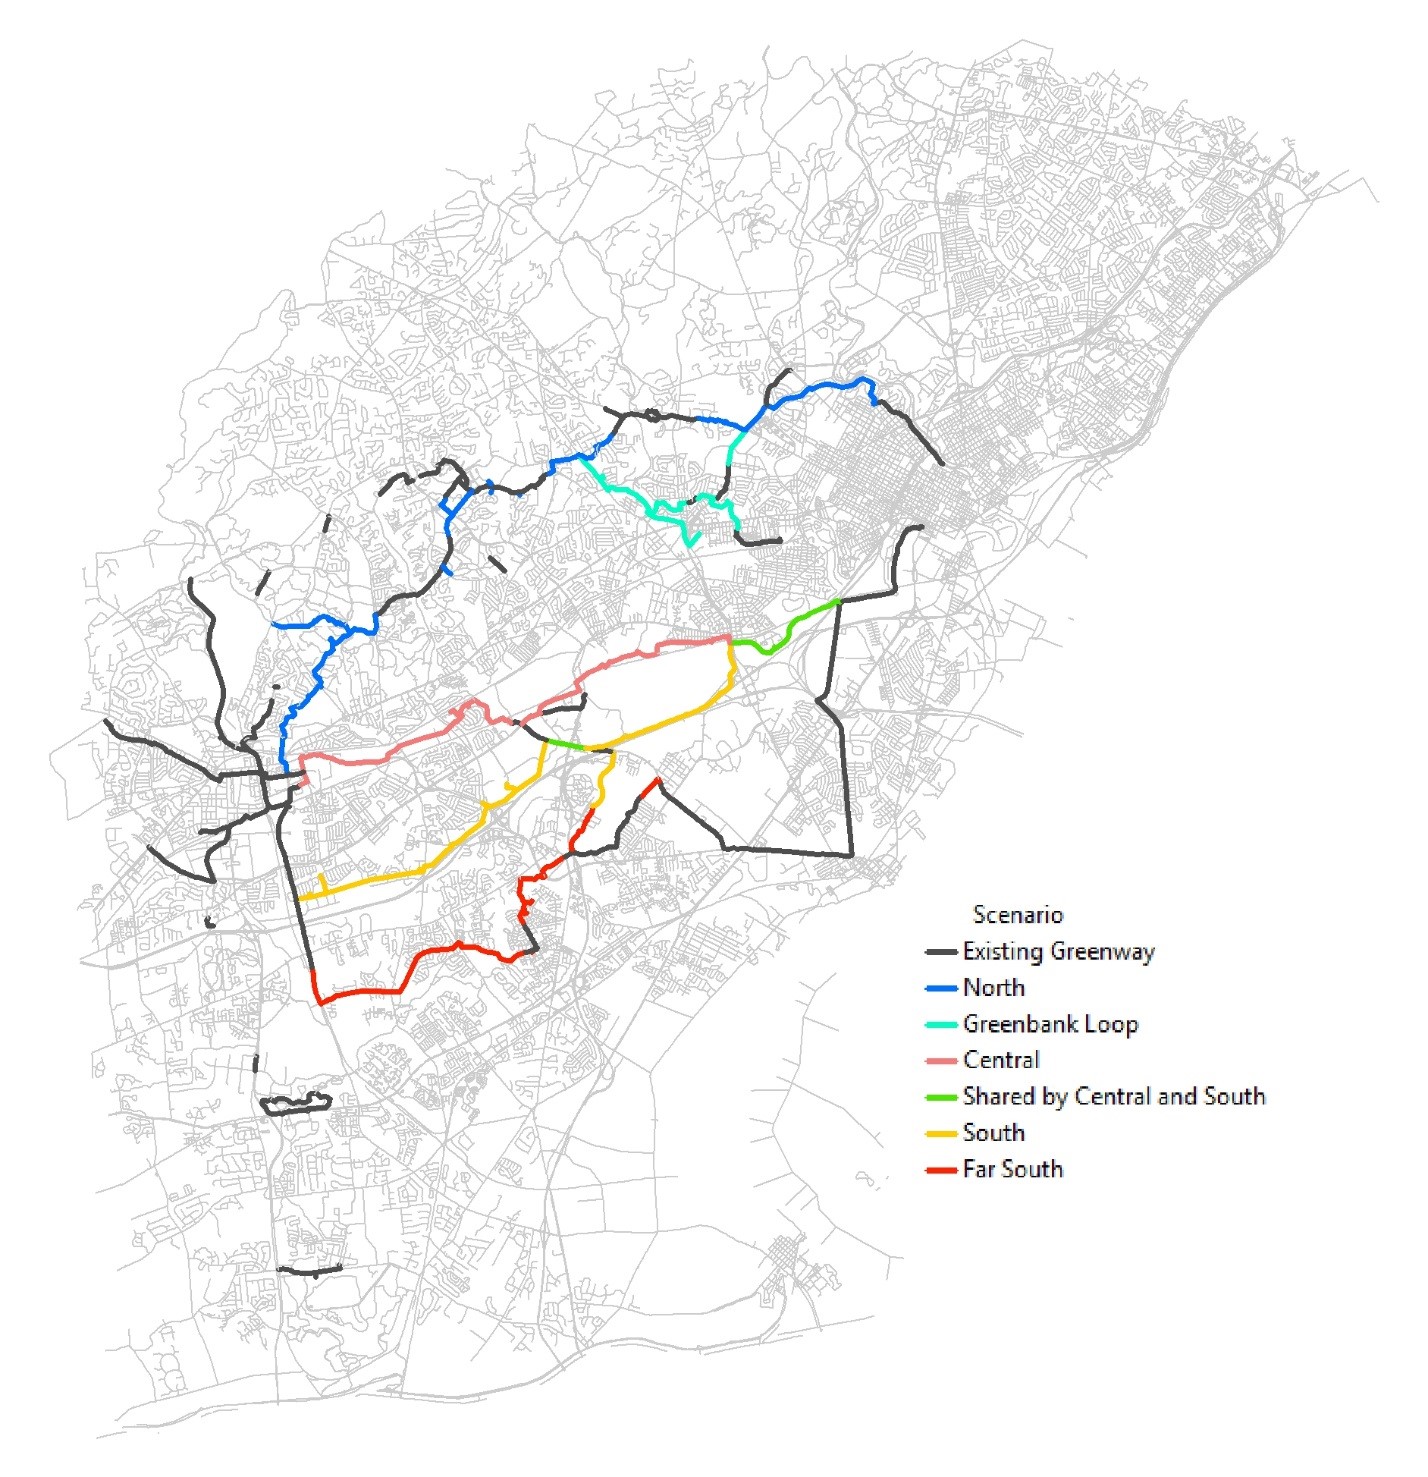 Scenario
Existing Greenway
North
Greenbank Loop
Central
Shared by Central and South
South
Far South